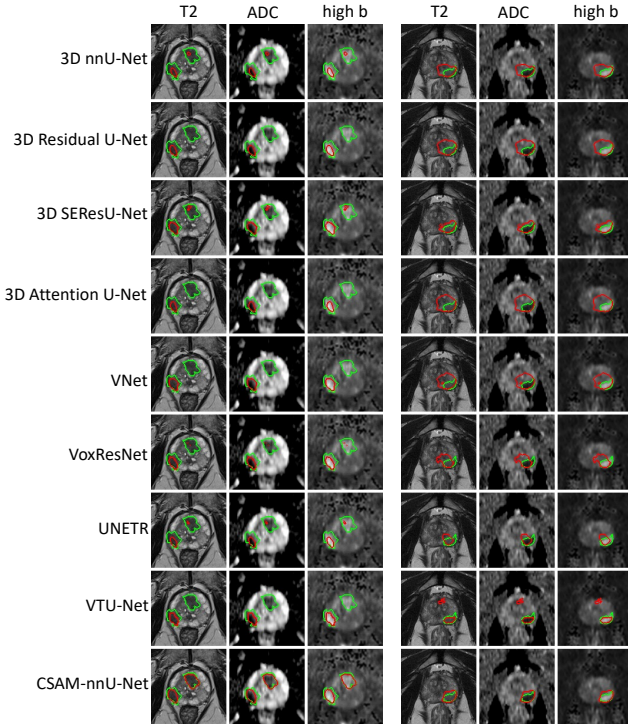 T2 ADC high b T2 ADC high b
3D nnU-Net
3D Residual U-Net
3D SEResU-Net
3D Attention U-Net
VNet
VoxResNet
UNETR
VTU-Net
CSAM-nnU-Net